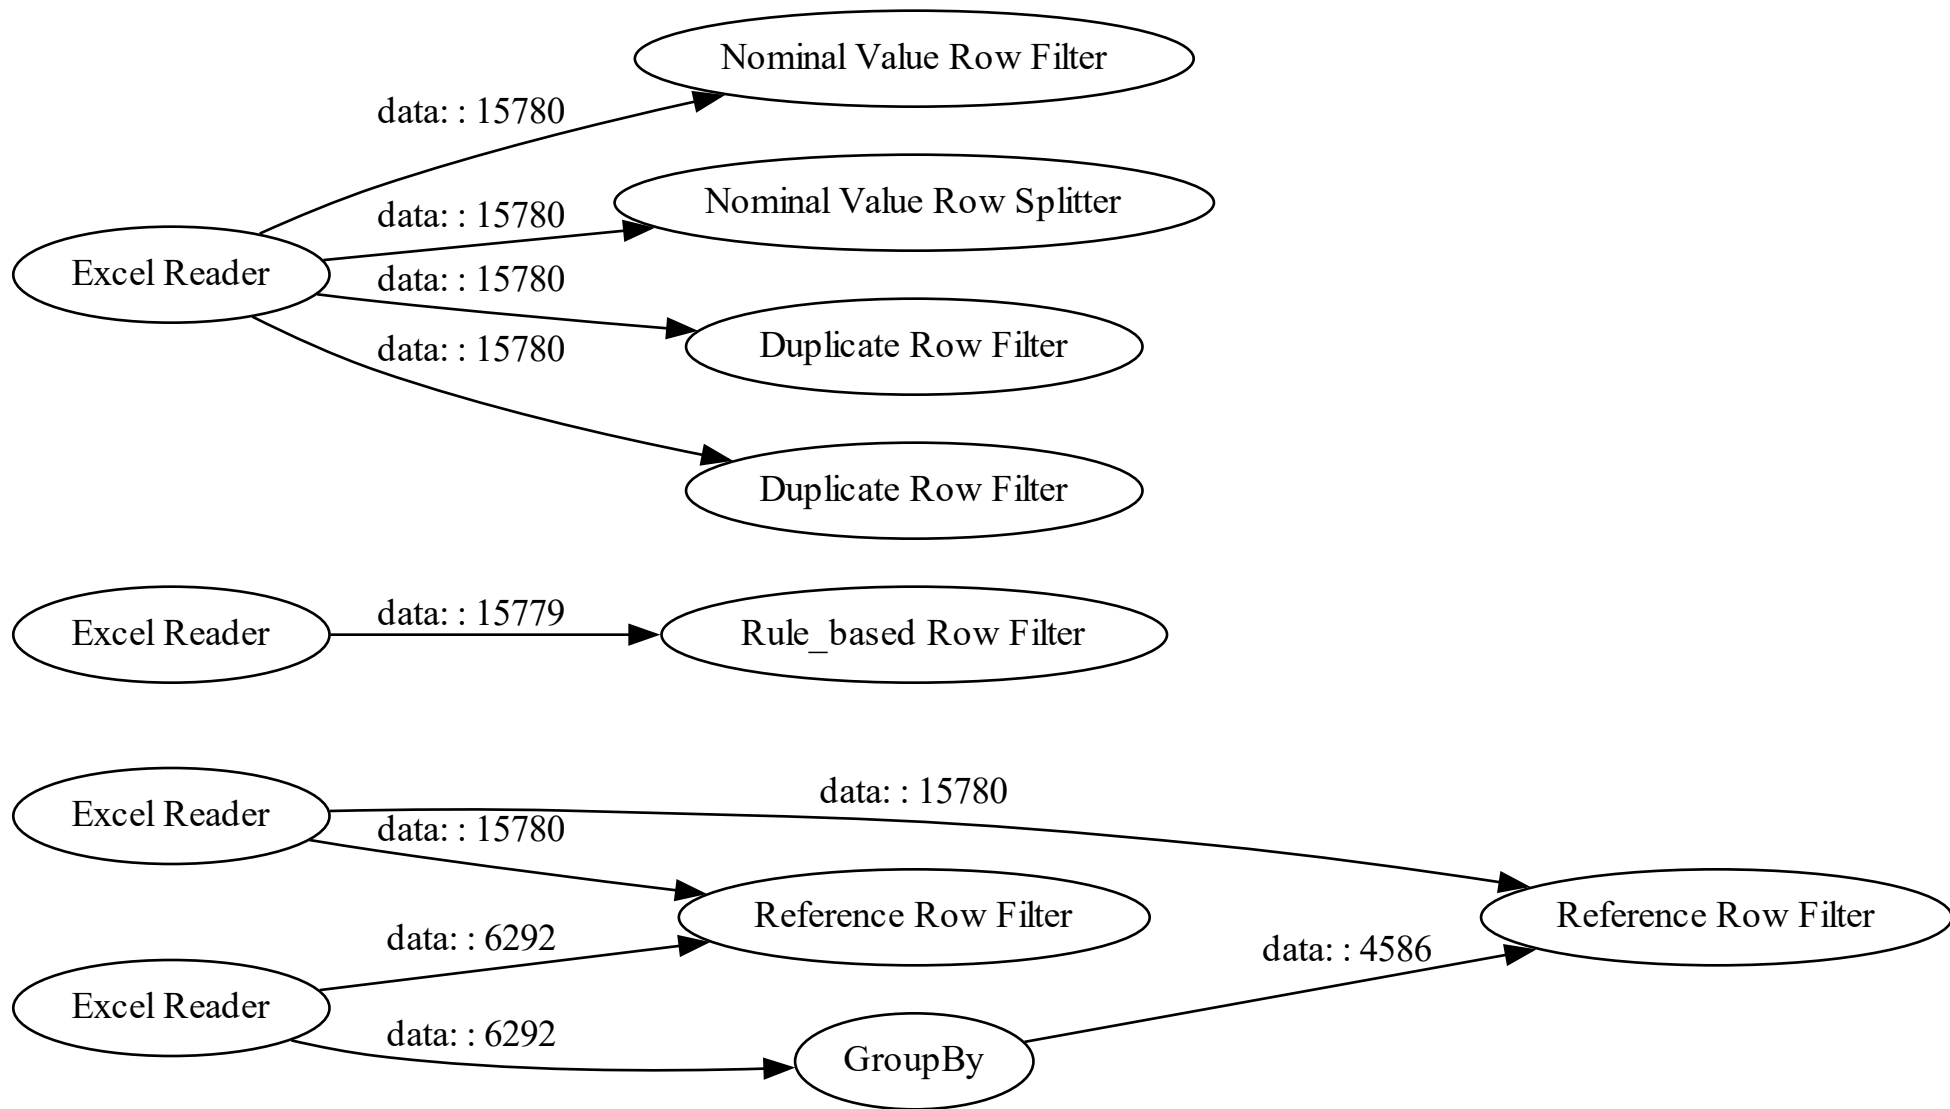 Nominal Value Row Filter
data: : 15780
Nominal Value Row Splitter
data: : 15780
Excel Reader
data: : 15780
Duplicate Row Filter
data: : 15780
Duplicate Row Filter
Excel Reader
data: : 15779
Rule_based Row Filter
Excel Reader
data: : 15780
data: : 15780
Reference Row Filter
Reference Row Filter
data: : 6292
data: : 4586
Excel Reader
data: : 6292
GroupBy